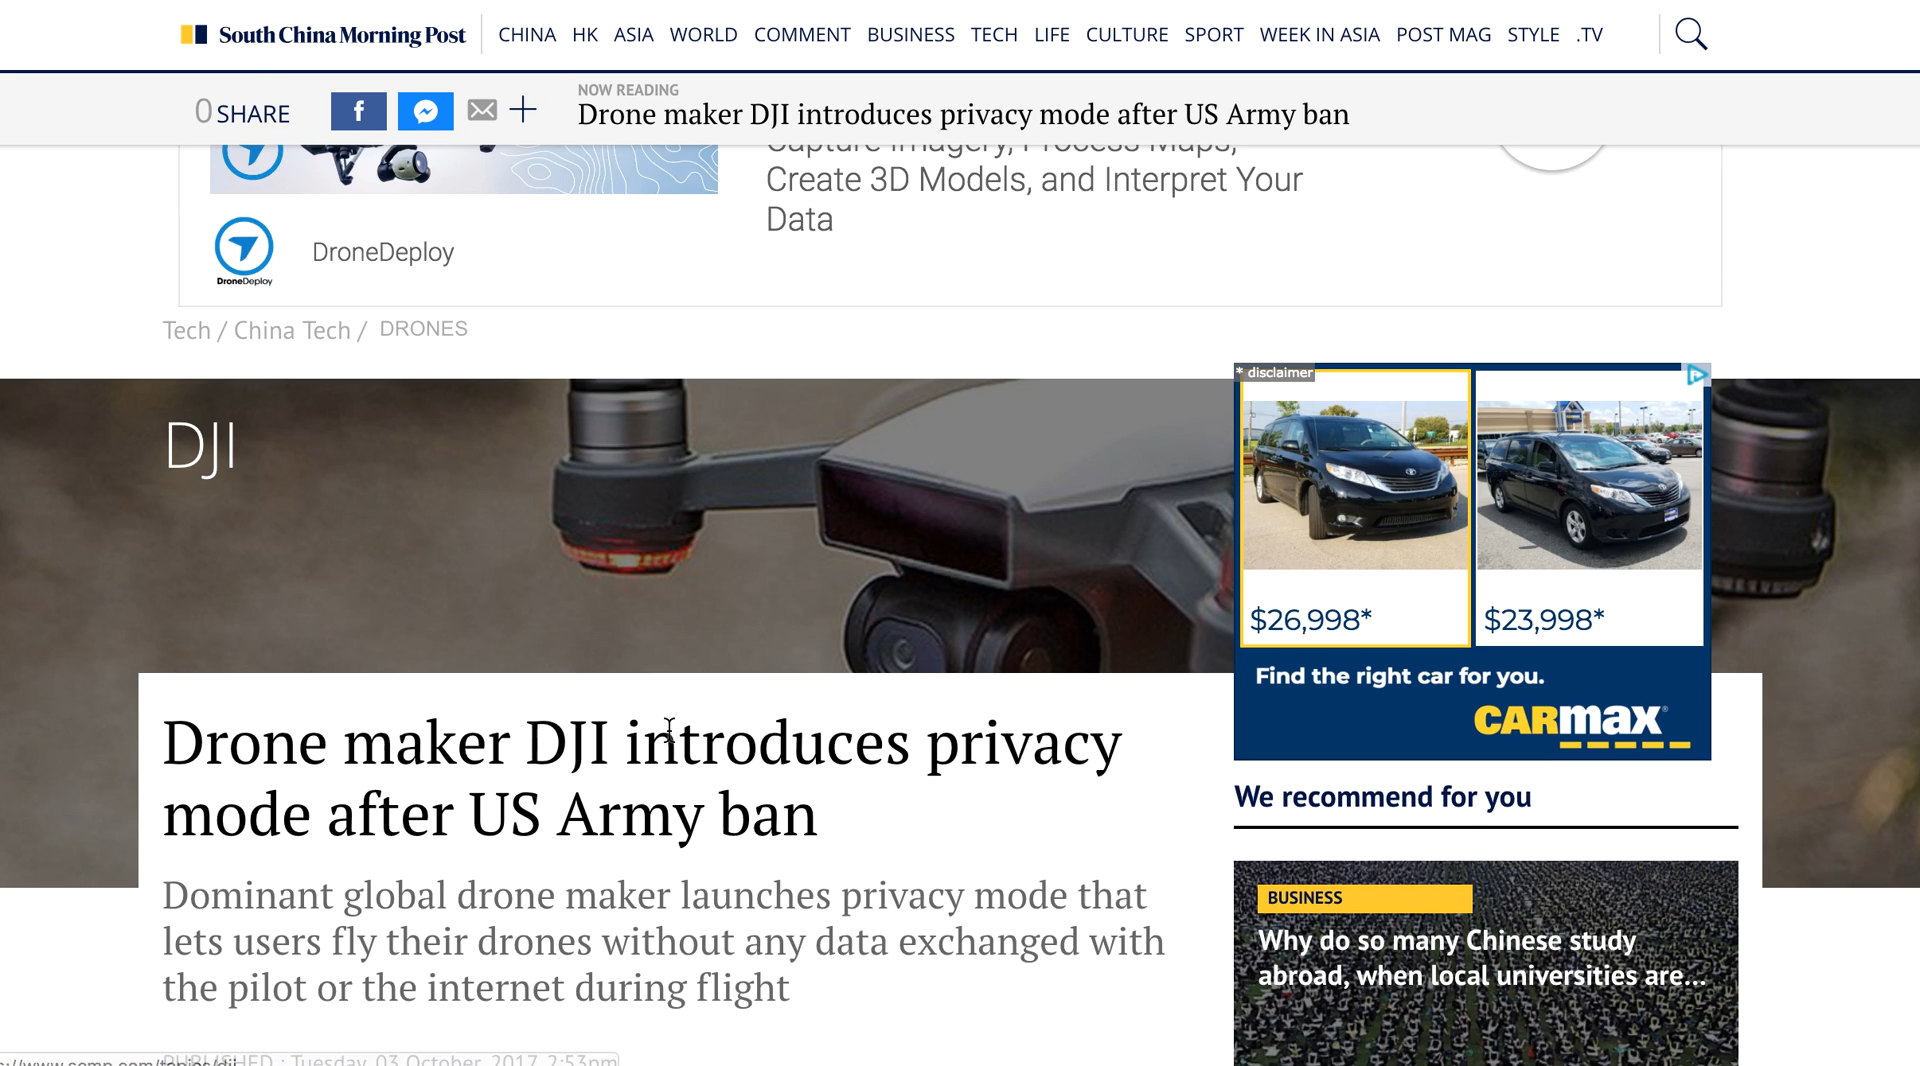 South China Morning Post
CHINA HK ASIA WORLD COMMENT BUSINESS TECH LIFE CULTURE SPORT WEEK IN ASIA POST MAG STYLE .TV
0 SHARE
NOW READING
Drone maker DJI introduces privacy mode after US Army ban
Capture Imagery, Process Maps,
Create 3D Models, and Interpret Your
Data
DroneDeploy
DroneDeploy
Tech / China Tech / DRONES
DJI
* disclaimer
$26,998*
$23,998*
Find the right car for you.
CARMAX
Drone maker DJI introduces privacy
mode after US Army ban
Dominant global drone maker launches privacy mode that
lets users fly their drones without any data exchanged with
the pilot or the internet during flight
PUBLISHED : Tuesday, 03 October, 2017, 2:53pm
We recommend for you
BUSINESS
Why do so many Chinese study
abroad, when local universities are...